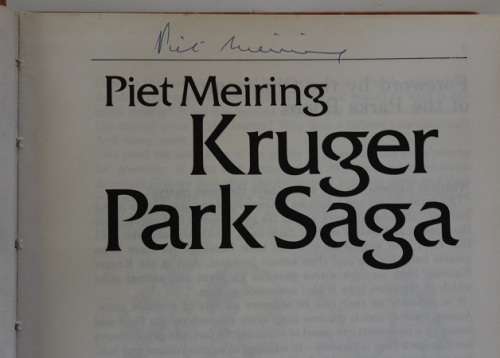 Piet Meiring
Piet Meiring
Kruger
Park Saga